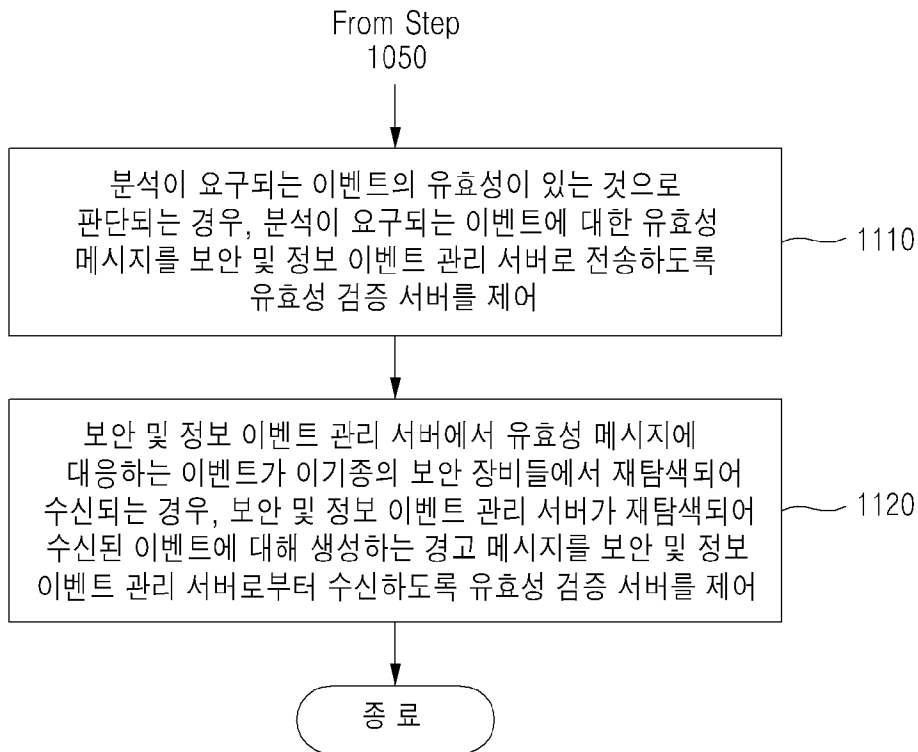 From Step
1050
분석이 요구되는 이벤트의 유효성이 있는 것으로
판단되는 경우, 분석이 요구되는 이벤트에 대한 유효성
메시지를 보안 및 정보 이벤트 관리 서버로 전송하도록
유효성 검증 서버를 제어
1110
보안 및 정보 이벤트 관리 서버에서 유효성 메시지에
대응하는 이벤트가 이기종의 보안 장비들에서 재탐색되어
수신되는 경우, 보안 및 정보 이벤트 관리 서버가 재탐색되어
수신된 이벤트에 대해 생성하는 경고 메시지를 보안 및 정보
이벤트 관리 서버로부터 수신하도록 유효성 검증 서버를 제어
1120
종 료